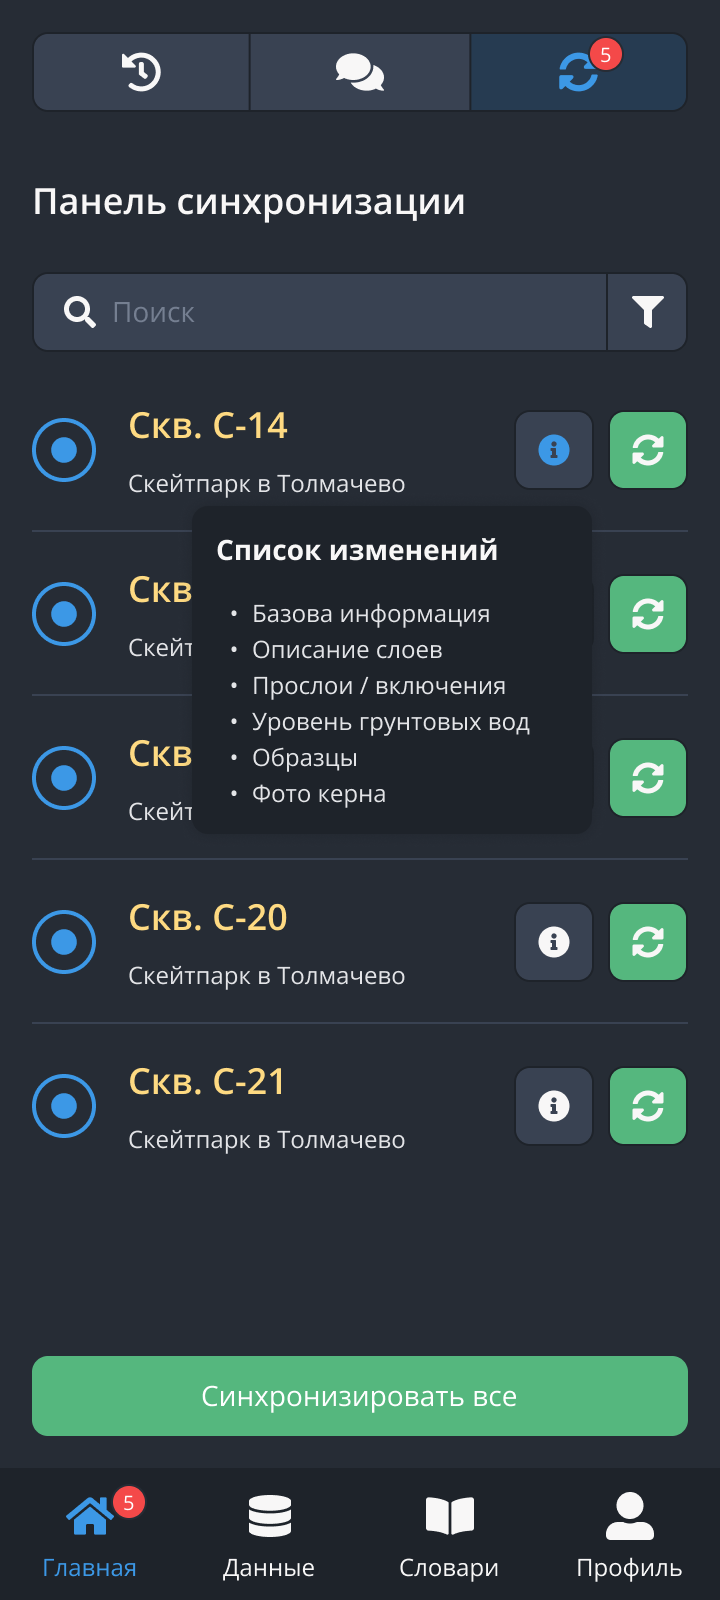 5
Панель синхронизации
Поиск
Скв. С-14
Скейтпарк в Толмачево
Список изменений
• Базова информация
• Описание слоев
• Прослои / включения
• Уровень грунтовых вод
• Образцы
• Фото керна
Скв
Скейт
Скв
Скейт
Скв. С-20
Скейтпарк в Толмачево
Скв. С-21
Скейтпарк в Толмачево
Синхронизировать все
5
Главная
Данные
Словари
Профиль